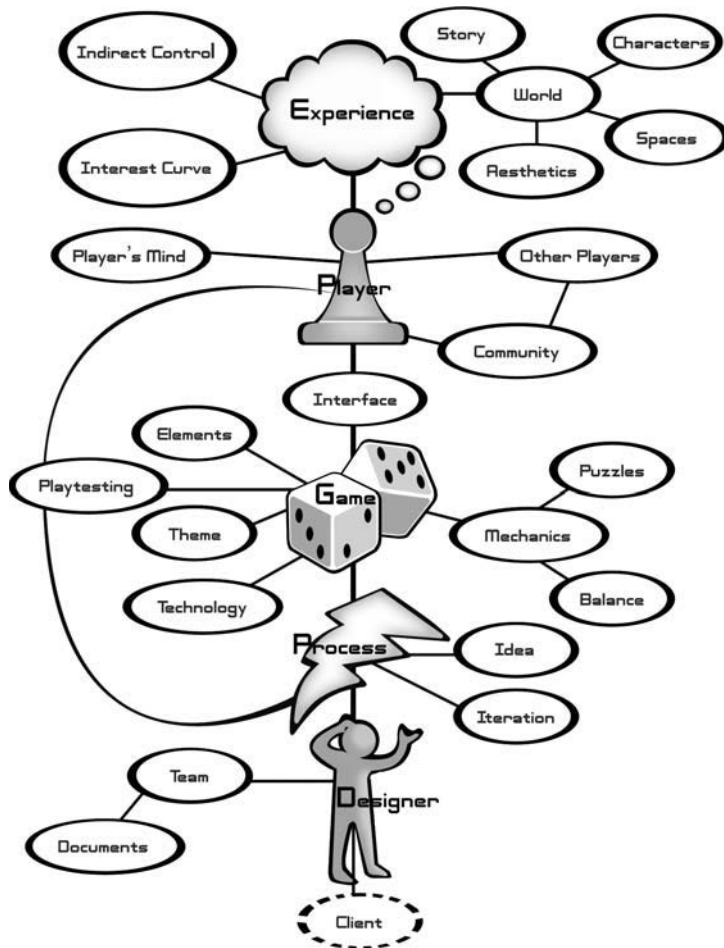 Story
Indirect Control
Characters
World
Experience
Spaces
Interest Curve
Aesthetics
Player's Mind
Other Players
Player
Community
Interface
Elements
Puzzles
Playtesting
Game
Theme
Mechanics
Technology
Balance
Process
Idea
Iteration
Team
Designer
Documents
Client